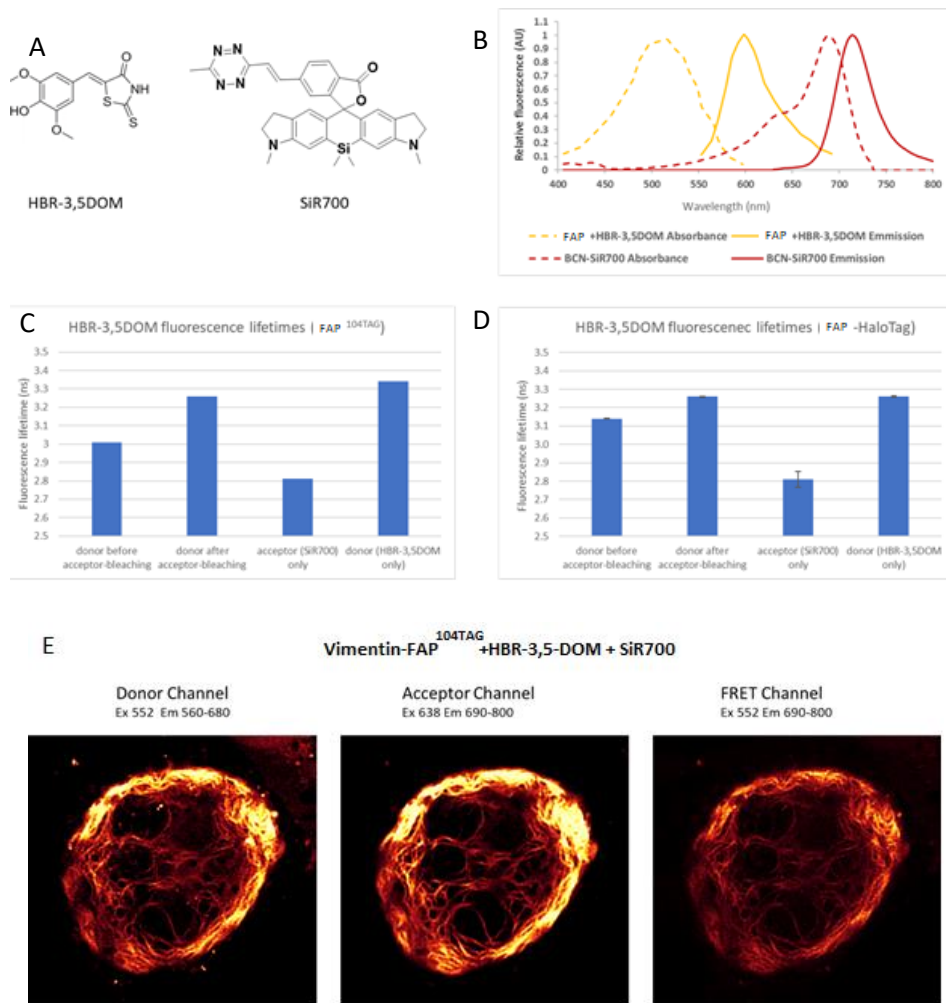 A
O
O
NH
S
S
HO
O
HBR-3,5DOM
N N
N N
O
O
N
Si
N
SiR700
B
Relative fluorescence (AU)
1.1
1
0.9
0.8
0.7
0.6
0.5
0.4
0.3
0.2
0.1
0
400 450 500 550 600 650 700 750 800
Wavelength (nm)
FAP +HBR-3,5DOM Absorbance
FAP +HBR-3,5DOM Emmission
BCN-SiR700 Absorbance
BCN-SiR700 Emmission
C
HBR-3,5DOM fluorescence lifetimes ( FAP 104TAG)
Fluorescence lifetime (ns)
3.5
3.4
3.3
3.2
3.1
3
2.9
2.8
2.7
2.6
2.5
donor before
acceptor-bleaching
donor after
acceptor-bleaching
acceptor (SiR700)
only
donor (HBR-3,5DOM
only)
D
HBR-3,5DOM fluorescenec lifetimes ( FAP -HaloTag)
Fluorescence lifetime (ns)
3.5
3.4
3.3
3.2
3.1
3
2.9
2.8
2.7
2.6
2.5
donor before
acceptor-bleaching
donor after
acceptor-bleaching
acceptor (SiR700)
only
donor (HBR-3,5DOM
only)
E
Vimentin-FAP104TAG+HBR-3,5-DOM + SiR700
Donor Channel
Ex 552 Em 560-680
Acceptor Channel
Ex 638 Em 690-800
FRET Channel
Ex 552 Em 690-800